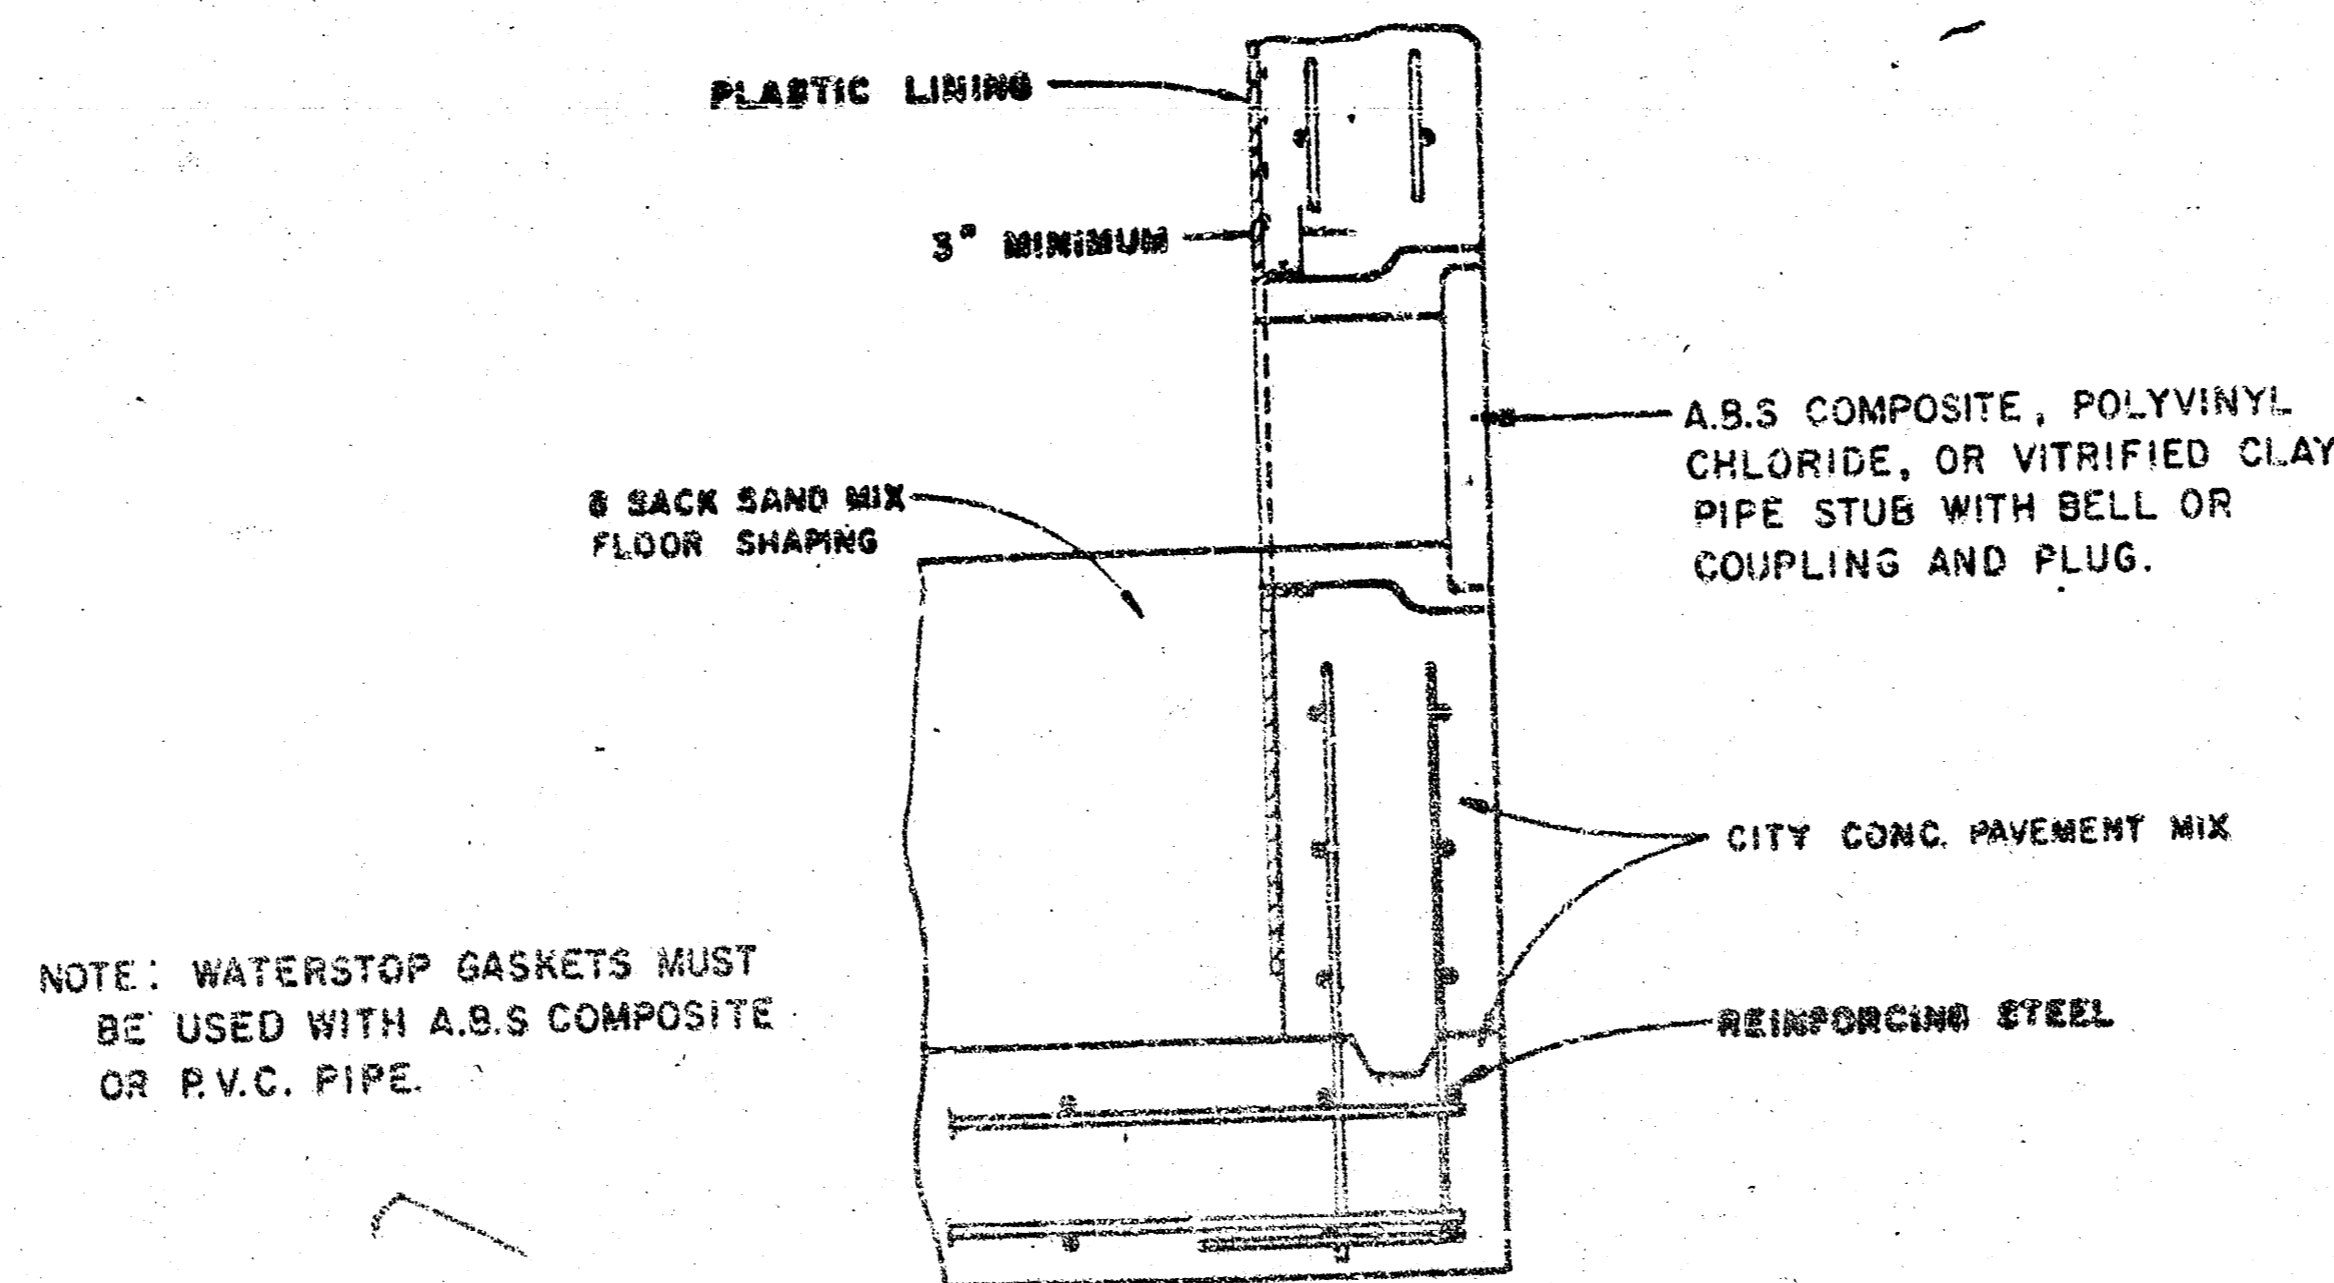 PLASTIC LINING
3" MINIMUM
A.B.S COMPOSITE, POLYVINYL
CHLORIDE, OR VITRIFIED CLAY
PIPE STUB WITH BELL OR
COUPLING AND PLUG.
SACK SAND MIX
FLOOR SHAPING
CITY CONC. PAVEMENT MIX
NOTE: WATERSTOP GASKETS MUST
BE USED WITH A.B.S COMPOSITE
OR P.V.C. PIPE.
REINFORCING STEEL